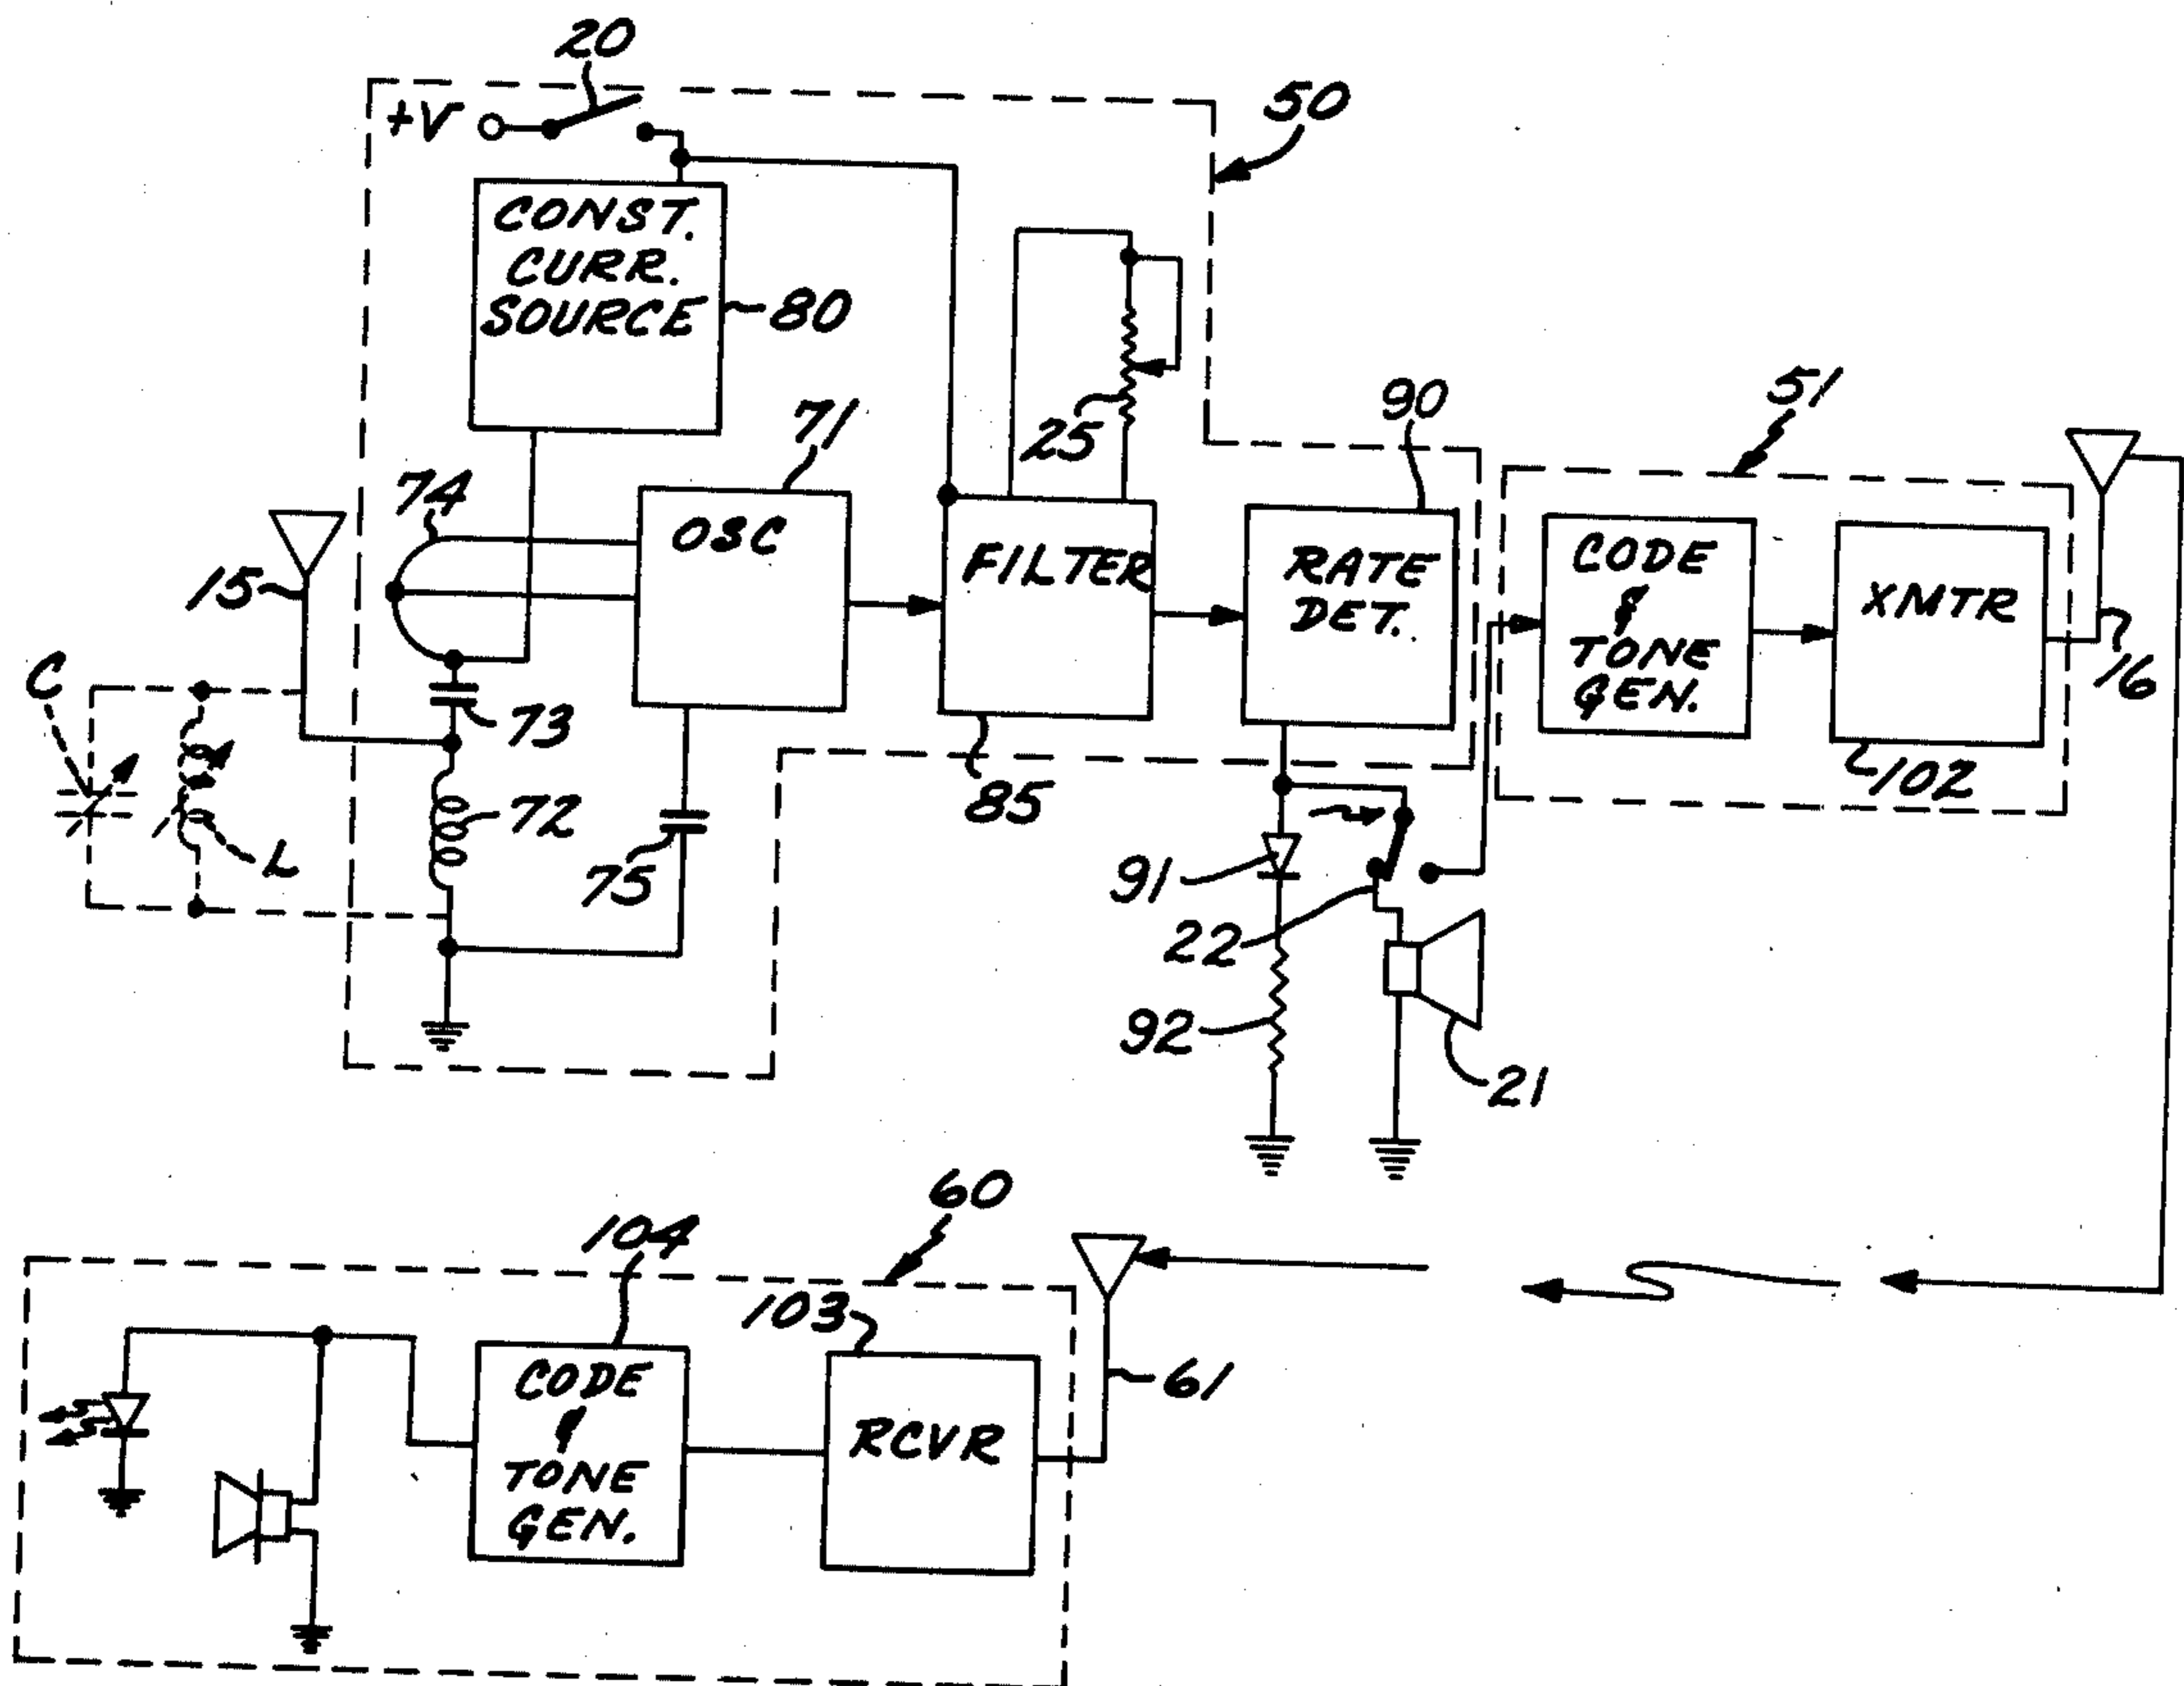 20
+V
50
CONST.
CURR.
SOURCE
80
71
25
90
51
74
OSC
FILTER
RATE
DET.
CODE
&
TONE
GEN.
XMTR
15
16
C
73
72
75
L
85
102
91
22
92
21
60
104
103
61
CODE
&
TONE
GEN.
RCVR